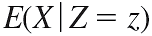 E(X|Z = z)